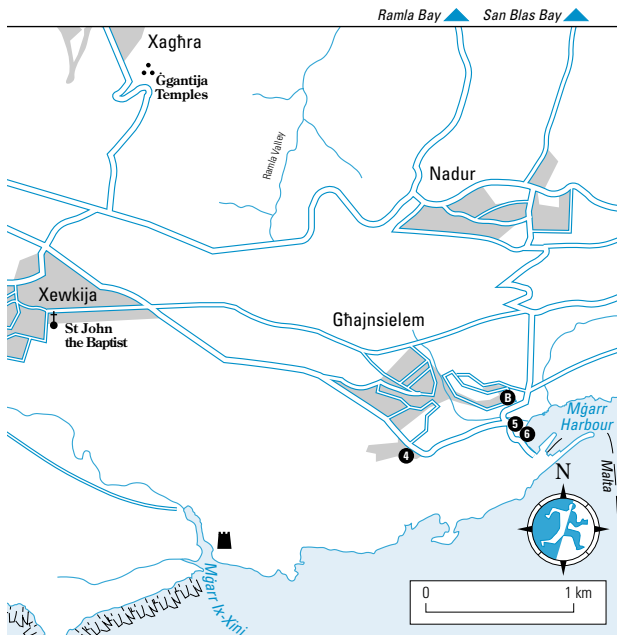 Ramla Bay
San Blas Bay
Xagħra
Ġgantija
Temples
Ramla Valley
Nadur
Xewkija
St John
the Baptist
Għajnsielem
B
5
6
4
Mġarr
Harbour
Malta
N
Mġarr Ix-Xini
0
1 km